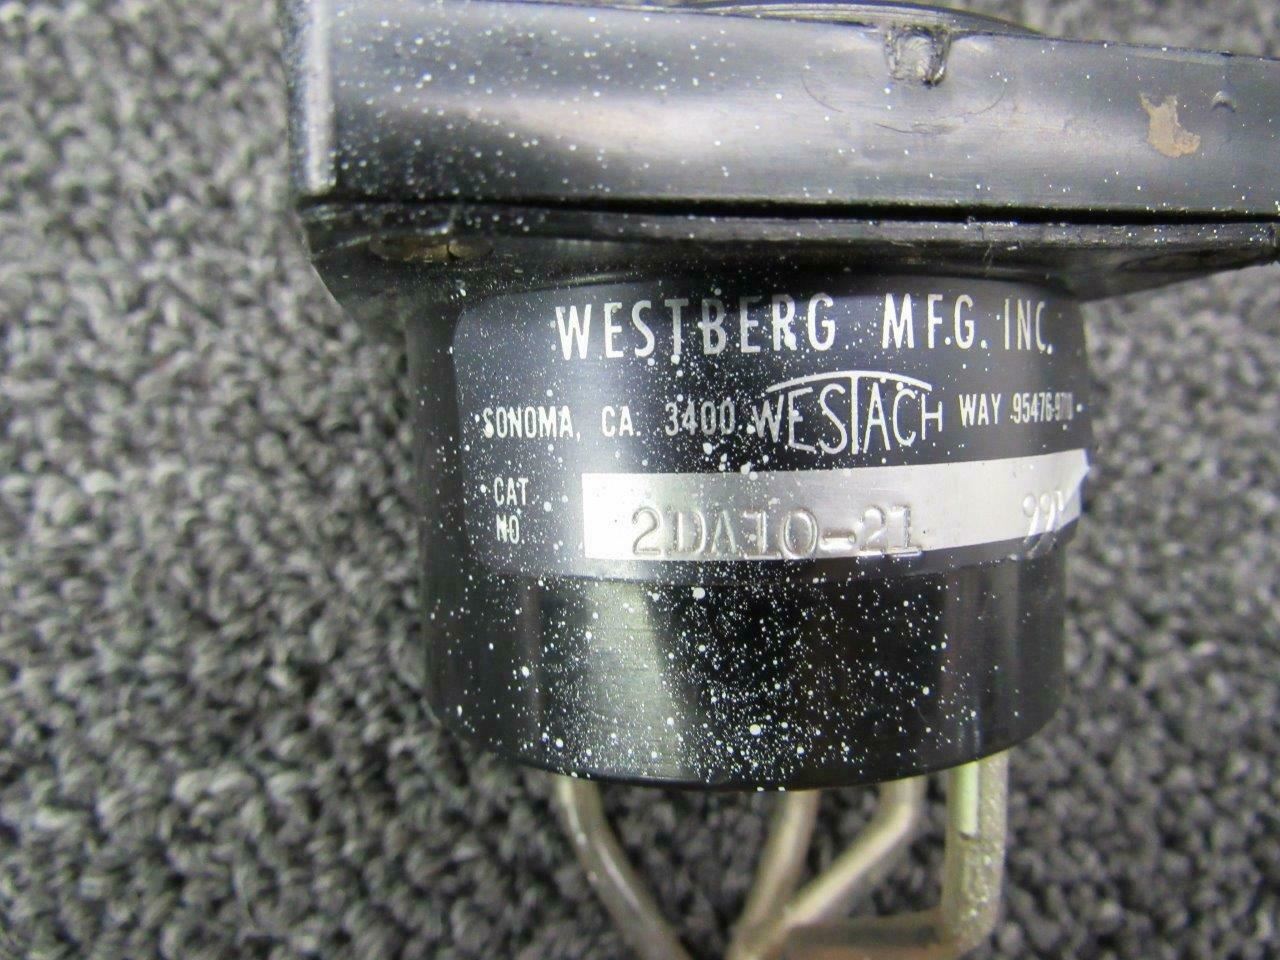 WESTBERG MFG. INC.
SONOMA, CA. 3400 WESTACH WAY 95476-9710
CAT NO 2DA10-21